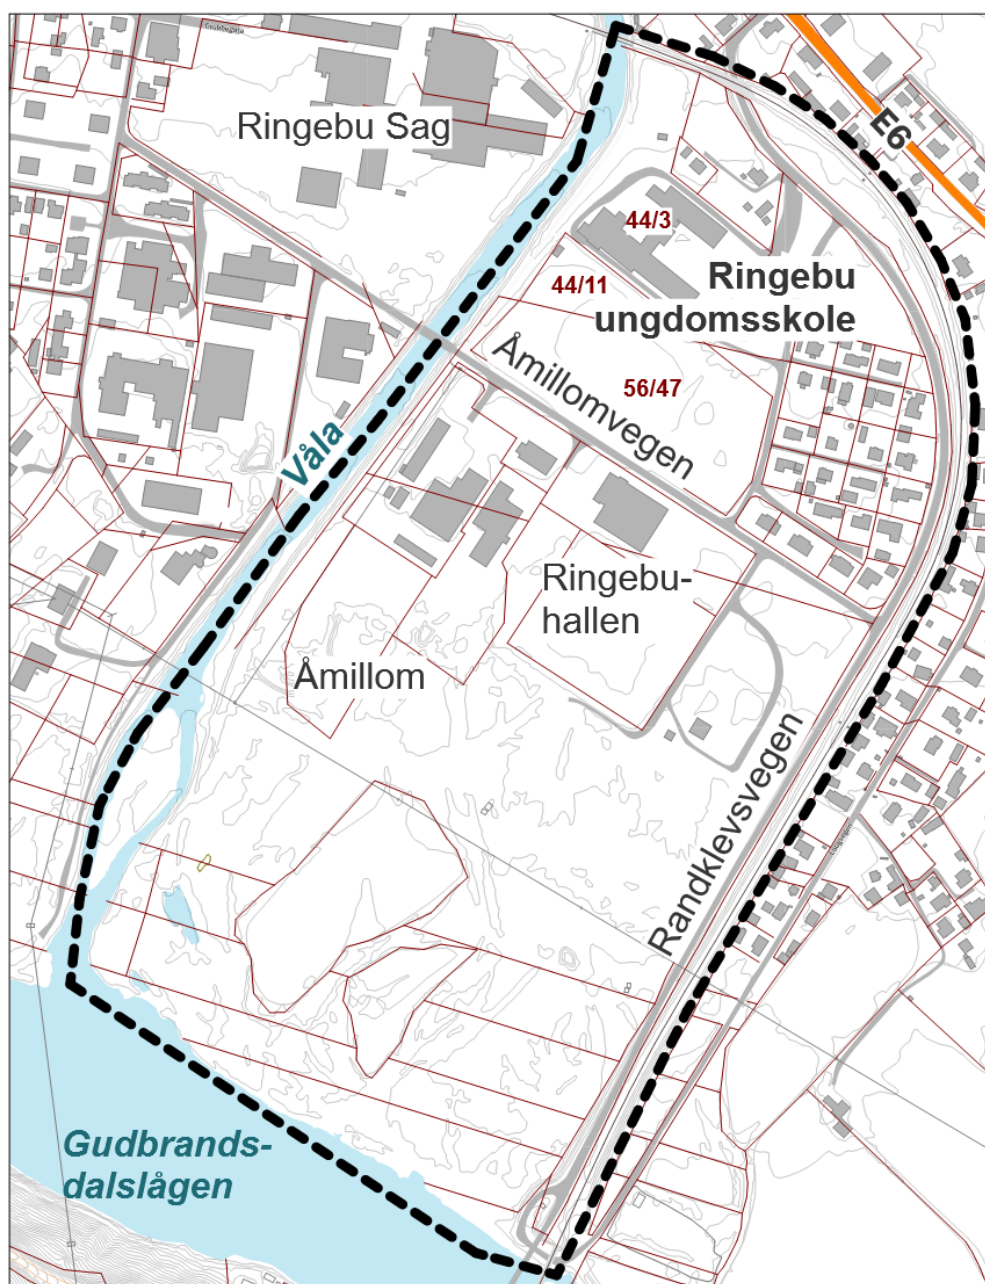 Grubbegata
Ringebu Sag
E6
44/3
44/11
Ringebu
ungdomsskole
Åmillomvegen
56/47
Våla
Ringebu-
hallen
Åmillom
Randklevsvegen
Gudbrands-
dalslågen